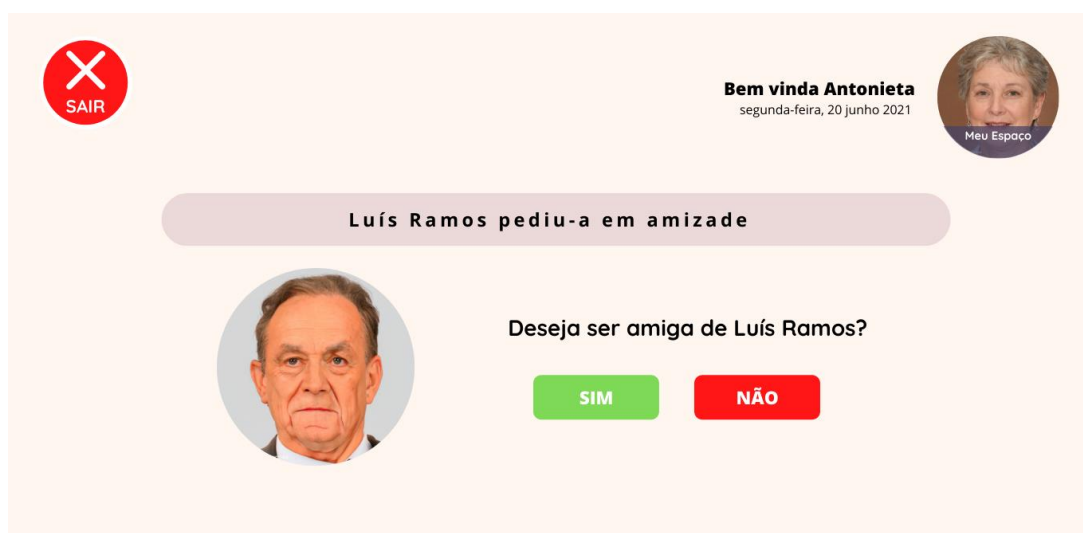 SAIR
Bem vinda Antonieta
segunda-feira, 20 junho 2021
Meu Espaço
Luís Ramos pediu-a em amizade
Deseja ser amiga de Luís Ramos?
SIM
NÃO